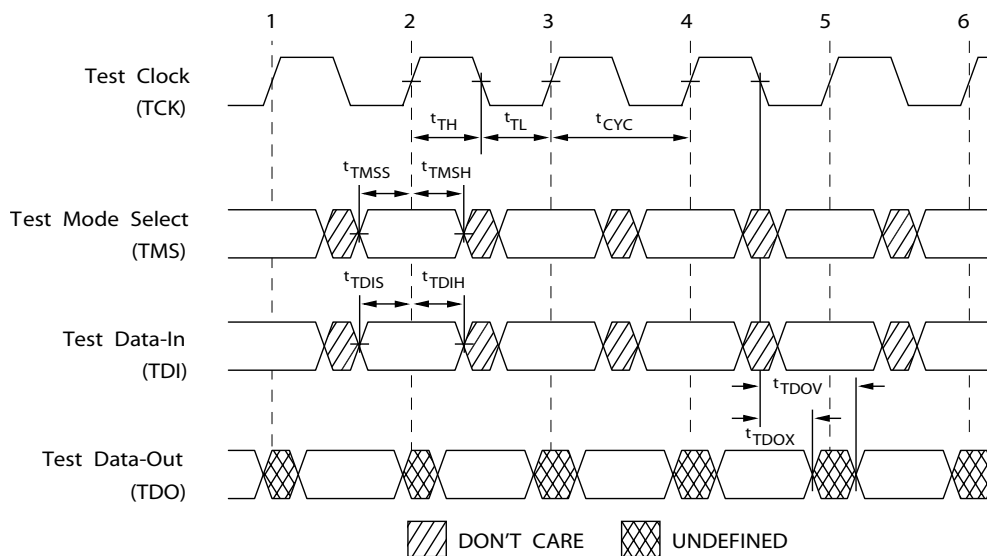 1 2 3 4 5 6
Test Clock
(TCK)
tTH tTL tCYC
tTMSS tTMSH
Test Mode Select
(TMS)
tTDIS tTDIH
Test Data-In
(TDI)
tTDOV
tTDOX
Test Data-Out
(TDO)
DON'T CARE UNDEFINED